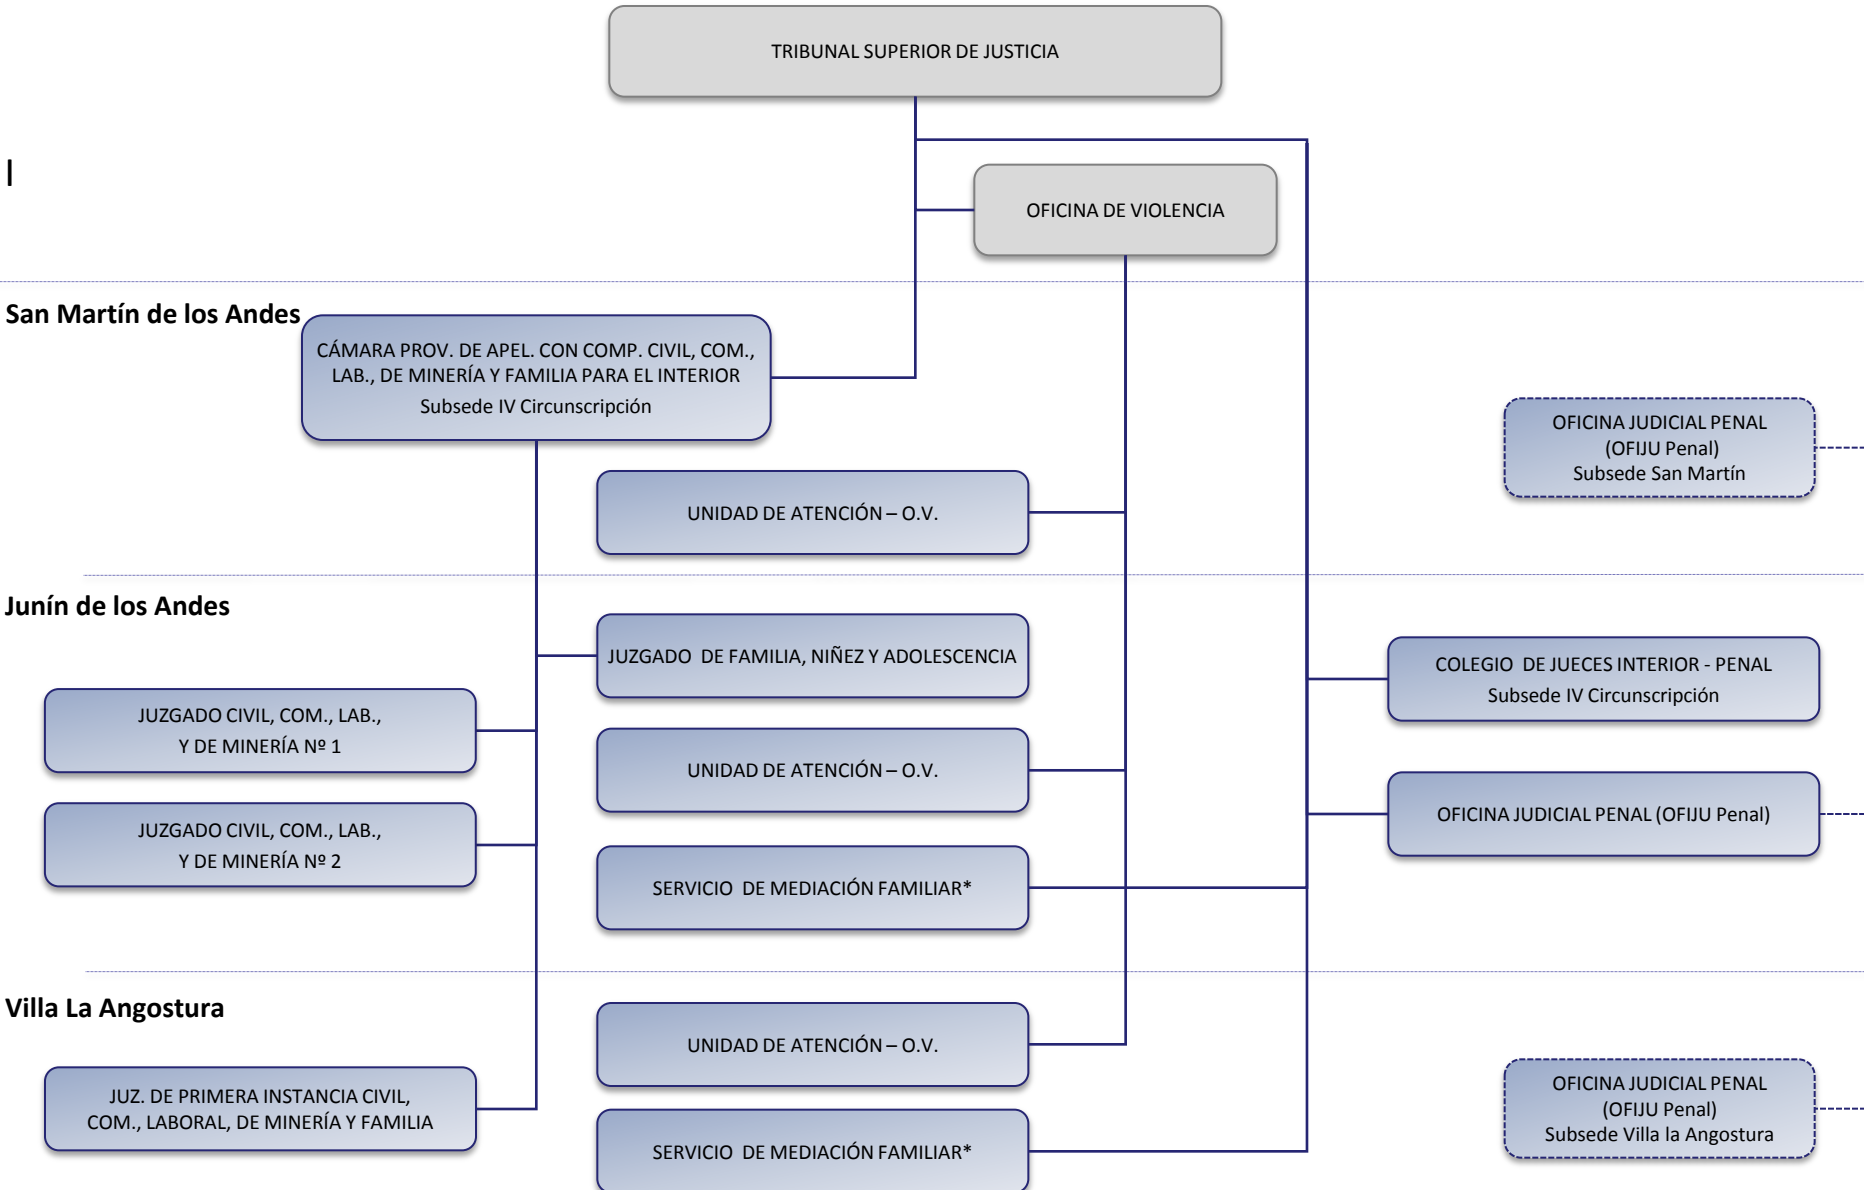 TRIBUNAL SUPERIOR DE JUSTICIA
l
OFICINA DE VIOLENCIA
San Martín de los Andes
CÁMARA PROV. DE APEL. CON COMP. CIVIL, COM.,
LAB., DE MINERÍA Y FAMILIA PARA EL INTERIOR
Subsede IV Circunscripción
OFICINA JUDICIAL PENAL
(OFIJU Penal)
Subsede San Martín
UNIDAD DE ATENCIÓN – O.V.
Junín de los Andes
JUZGADO DE FAMILIA, NIÑEZ Y ADOLESCENCIA
COLEGIO DE JUECES INTERIOR - PENAL
Subsede IV Circunscripción
JUZGADO CIVIL, COM., LAB.,
Y DE MINERÍA Nº 1
UNIDAD DE ATENCIÓN – O.V.
OFICINA JUDICIAL PENAL (OFIJU Penal)
JUZGADO CIVIL, COM., LAB.,
Y DE MINERÍA Nº 2
SERVICIO DE MEDIACIÓN FAMILIAR*
Villa La Angostura
UNIDAD DE ATENCIÓN – O.V.
JUZ. DE PRIMERA INSTANCIA CIVIL,
COM., LABORAL, DE MINERÍA Y FAMILIA
OFICINA JUDICIAL PENAL
(OFIJU Penal)
Subsede Villa la Angostura
SERVICIO DE MEDIACIÓN FAMILIAR*